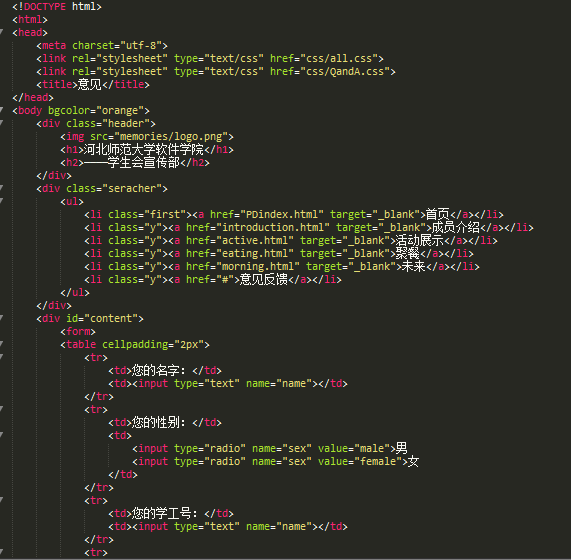 <!DOCTYPE html>
<html>
<head>
<meta charset="utf-8">
<link rel="stylesheet" type="text/css" href="css/all.css">
<link rel="stylesheet" type="text/css" href="css/QandA.css">
<title>意见</title>
</head>
<body bgcolor="orange">
<div class="header">
<img src="memories/logo.png">
<h1>河北师范大学软件学院</h1>
<h2>——学生会宣传部</h2>
</div>
<div class="seracher">
<ul>
<li class="first"><a href="PDindex.html" target="_blank">首页</a></li>
<li class="y"><a href="introduction.html" target="_blank">成员介绍</a></li>
<li class="y"><a href="active.html" target="_blank">活动展示</a></li>
<li class="y"><a href="eating.html" target="_blank">聚餐</a></li>
<li class="y"><a href="morning.html" target="_blank">未来</a></li>
<li class="y"><a href="#">意见反馈</a></li>
</ul>
</div>
<div id="content">
<form>
<table cellpadding="2px">
<tr>
<td>您的名字：</td>
<td><input type="text" name="name"></td>
</tr>
<tr>
<td>您的性别：</td>
<td>
<input type="radio" name="sex" value="male">男
<input type="radio" name="sex" value="female">女
</td>
</tr>
<tr>
<td>您的学工号：</td>
<td><input type="text" name="name"></td>
</tr>
<tr>